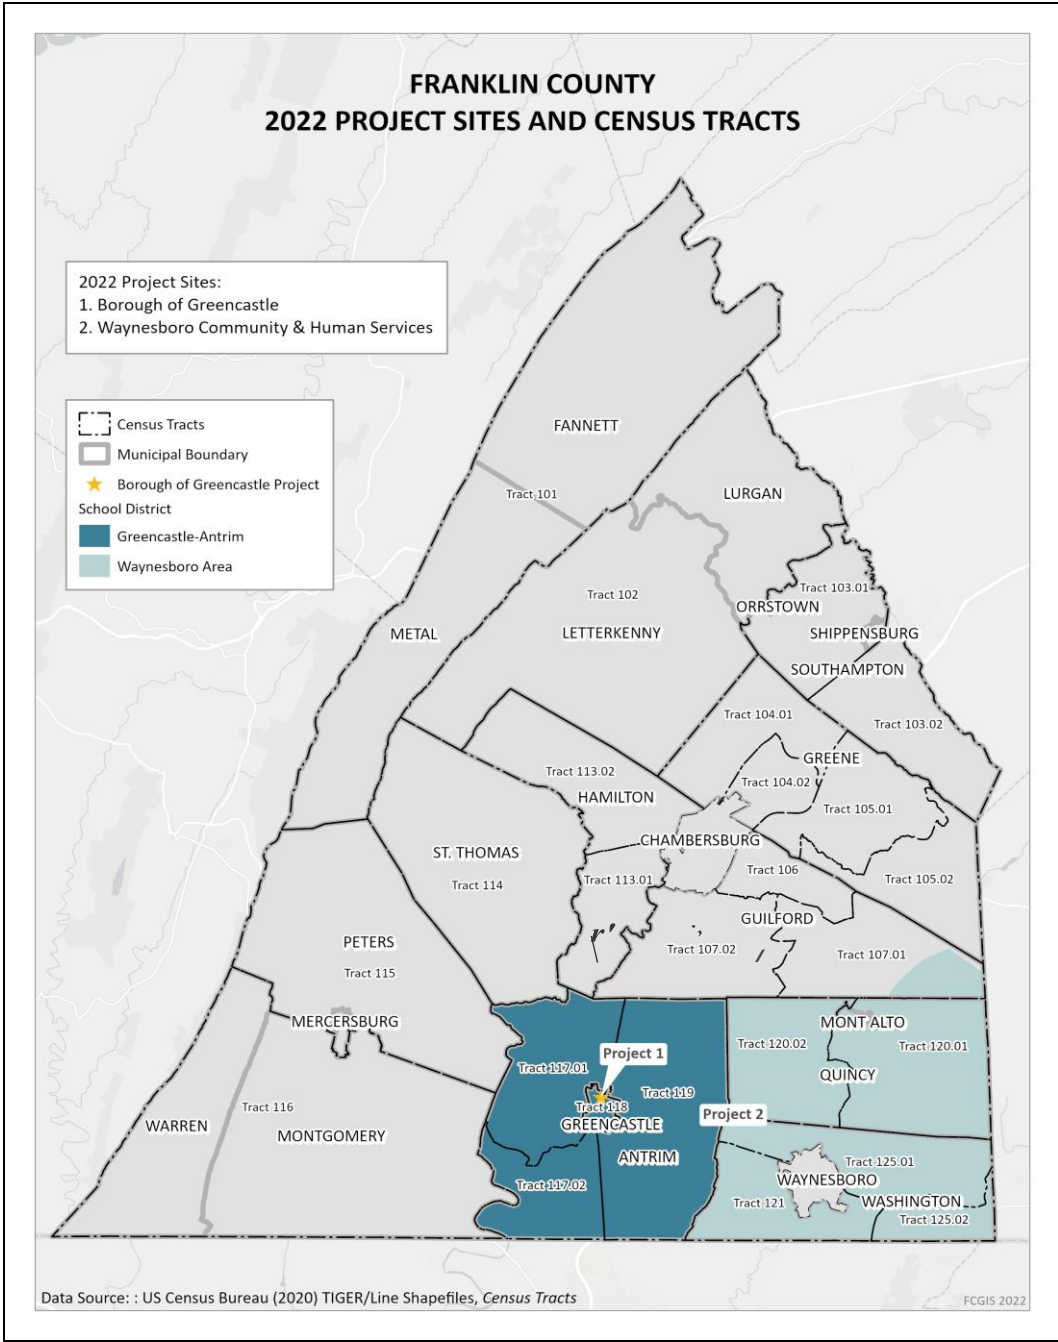 FRANKLIN COUNTY
2022 PROJECT SITES AND CENSUS TRACTS
2022 Project Sites:
1. Borough of Greencastle
2. Waynesboro Community & Human Services
Census Tracts
Municipal Boundary
Borough of Greencastle Project
School District
Greencastle-Antrim
Waynesboro Area
FANNETT
Tract 101
LURGAN
Tract 103.01
Tract 102
ORRSTOWN
METAL
LETTERKENNY
SHIPPENSBURG
SOUTHAMPTON
Tract 104.01
Tract 103.02
GREENE
Tract 113.02
Tract 104.02
HAMILTON
Tract 105.01
CHAMBERSBURG
ST. THOMAS
Tract 106
Tract 114
Tract 113.01
Tract 105.02
GUILFORD
PETERS
Tract 107.02
Tract 107.01
Tract 115
MERCERSBURG
MONT ALTO
Tract 120.02
Tract 120.01
Project 1
Tract 117.01
QUINCY
Tract 119
Tract 116
Tract 118
Project 2
WARREN
GREENCASTLE
MONTGOMERY
ANTRIM
Tract 125.01
WAYNESBORO
Tract 117.02
Tract 121
WASHINGTON
Tract 125.02
Data Source: : US Census Bureau (2020) TIGER/Line Shapefiles, Census Tracts
FCGIS 2022